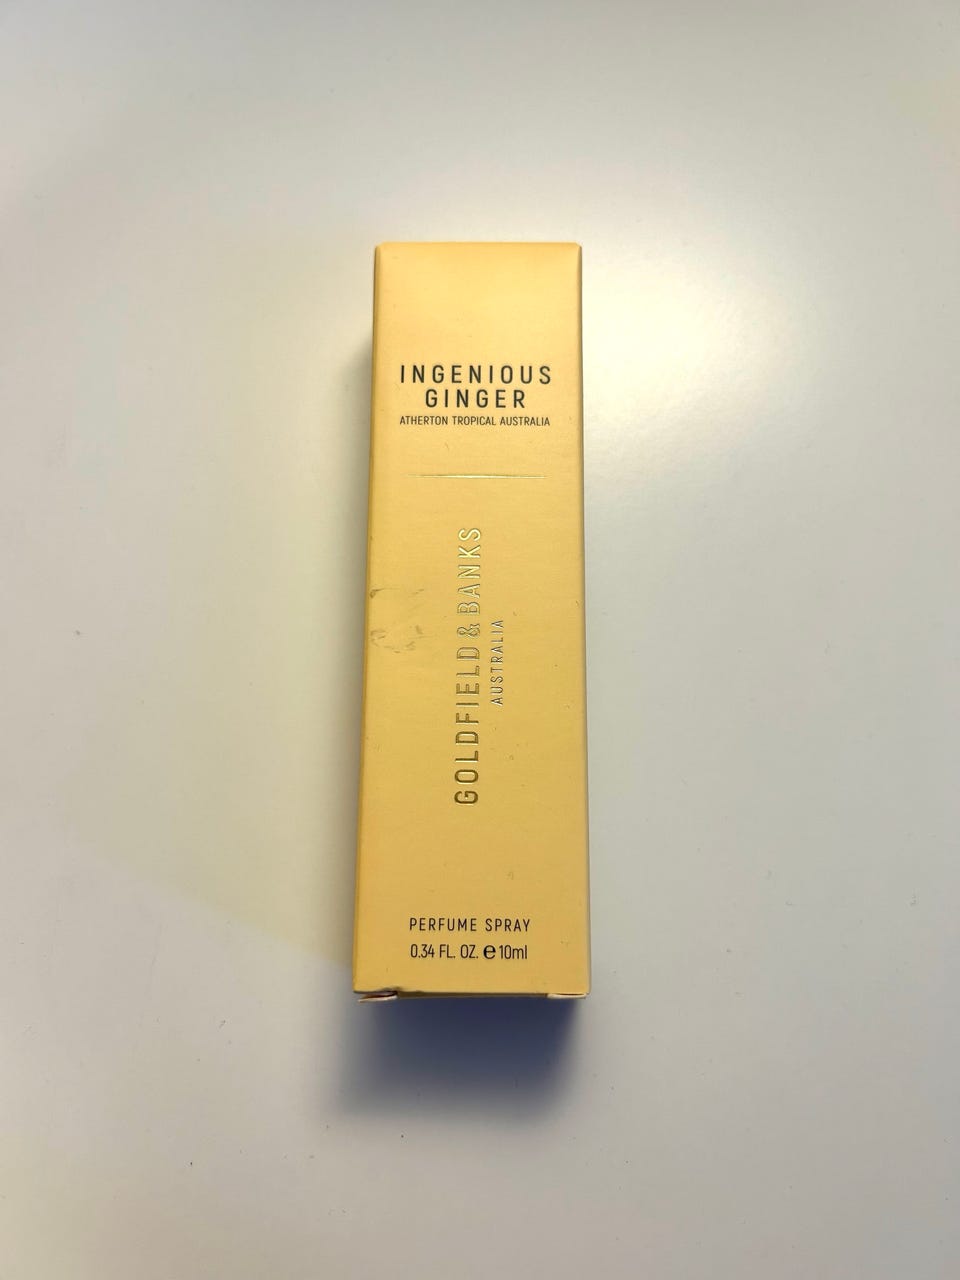 INGENIOUS
GINGER
ATHERTON TROPICAL AUSTRALIA
GOLDFIELD & BANKS
AUSTRALIA
PERFUME SPRAY
0.34 FL. OZ. ℮ 10ml